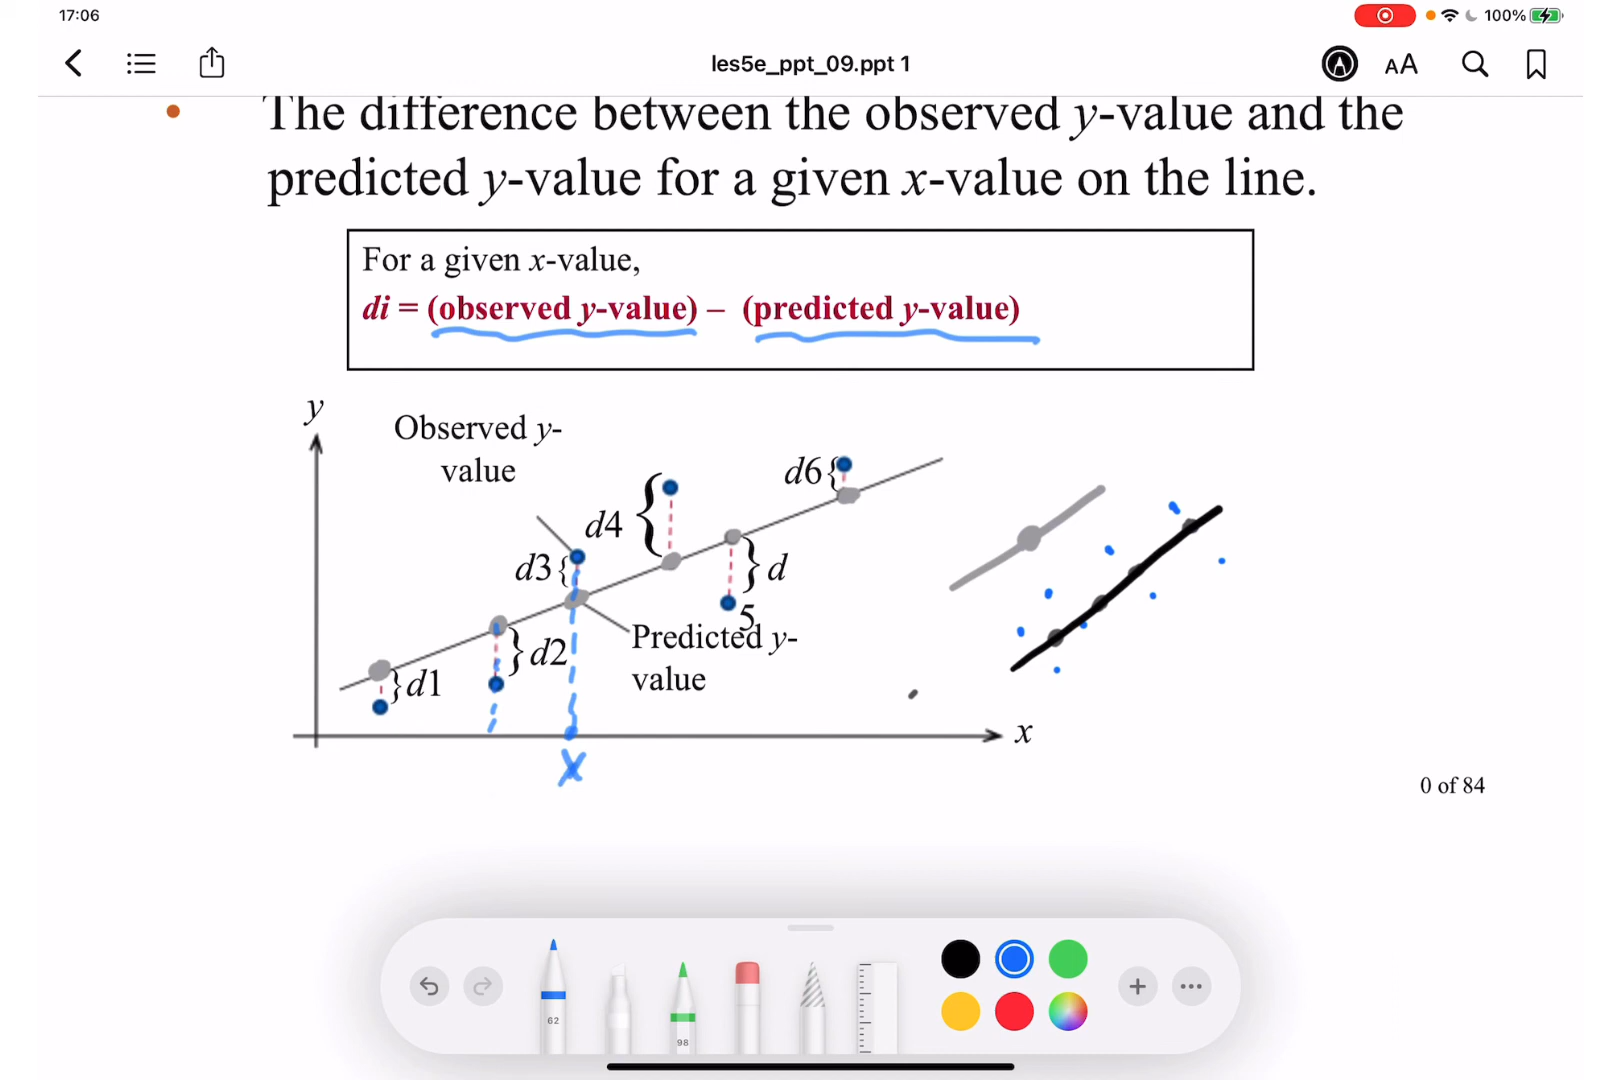 17:06
100%
les5e_ppt_09.ppt 1
AA
• The difference between the observed y-value and the
predicted y-value for a given x-value on the line.
For a given x-value,
di = (observed y-value) – (predicted y-value)
y
Observed y-
value
d6{
d4 {
d3{
}d
5
}d2
Predicted y-
value
}d1
x
X
0 of 84
62
98